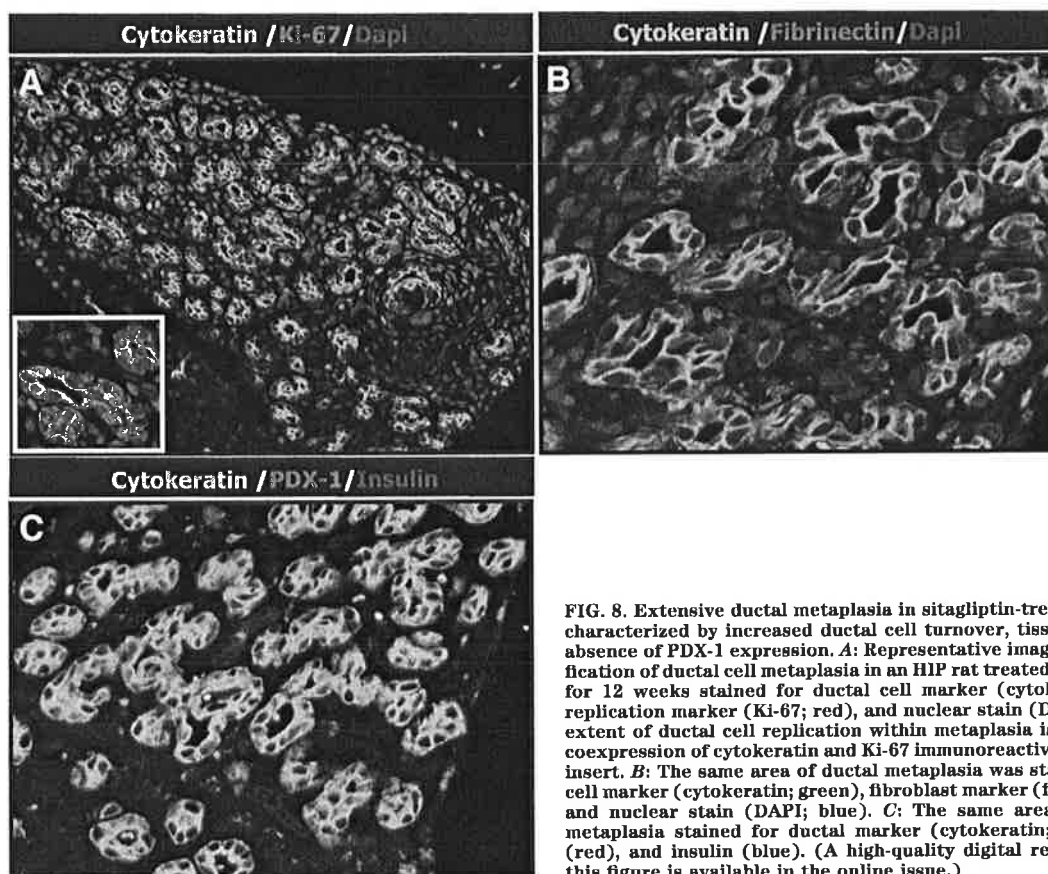 Cytokeratin /Ki-67/Dapi
Cytokeratin /Fibrinectin/Dapi
A
B
Cytokeratin /PDX-1/Insulin
C
FIG. 8. Extensive ductal metaplasia in sitagliptin-tre
characterized by increased ductal cell turnover, tiss
absence of PDX-1 expression. A: Representative imag
fication of ductal cell metaplasia in an HIP rat treated
for 12 weeks stained for ductal cell marker (cytol
replication marker (Ki-67; red), and nuclear stain (D
extent of ductal cell replication within metaplasia i
coexpression of cytokeratin and Ki-67 immunoreactiv
insert. B: The same area of ductal metaplasia was st
cell marker (cytokeratin; green), fibroblast marker (f
and nuclear stain (DAPI; blue). C: The same area
metaplasia stained for ductal marker (cytokeratin;
(red), and insulin (blue). (A high-quality digital re
this figure is available in the online issue.)